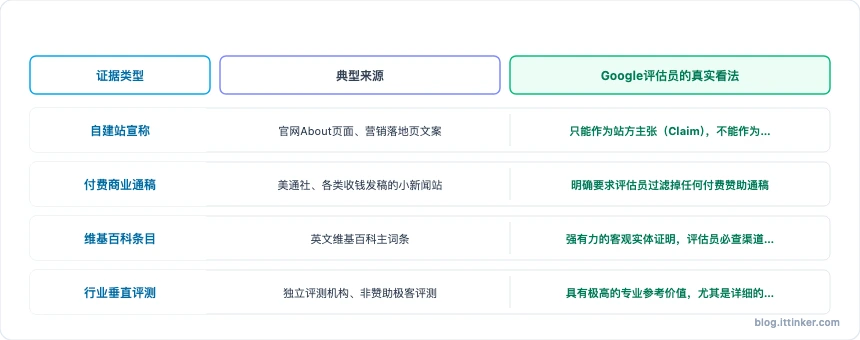 证据类型
典型来源
Google评估员的真实看法
自建站宣称
官网About页面、营销落地页文案
只能作为站方主张（Claim），不能作为...
付费商业通稿
美通社、各类收钱发稿的小新闻站
明确要求评估员过滤掉任何付费赞助通稿
维基百科条目
英文维基百科主词条
强有力的客观实体证明，评估员必查渠道...
行业垂直评测
独立评测机构、非赞助极客评测
具有极高的专业参考价值，尤其是详细的...
blog.ittinker.com